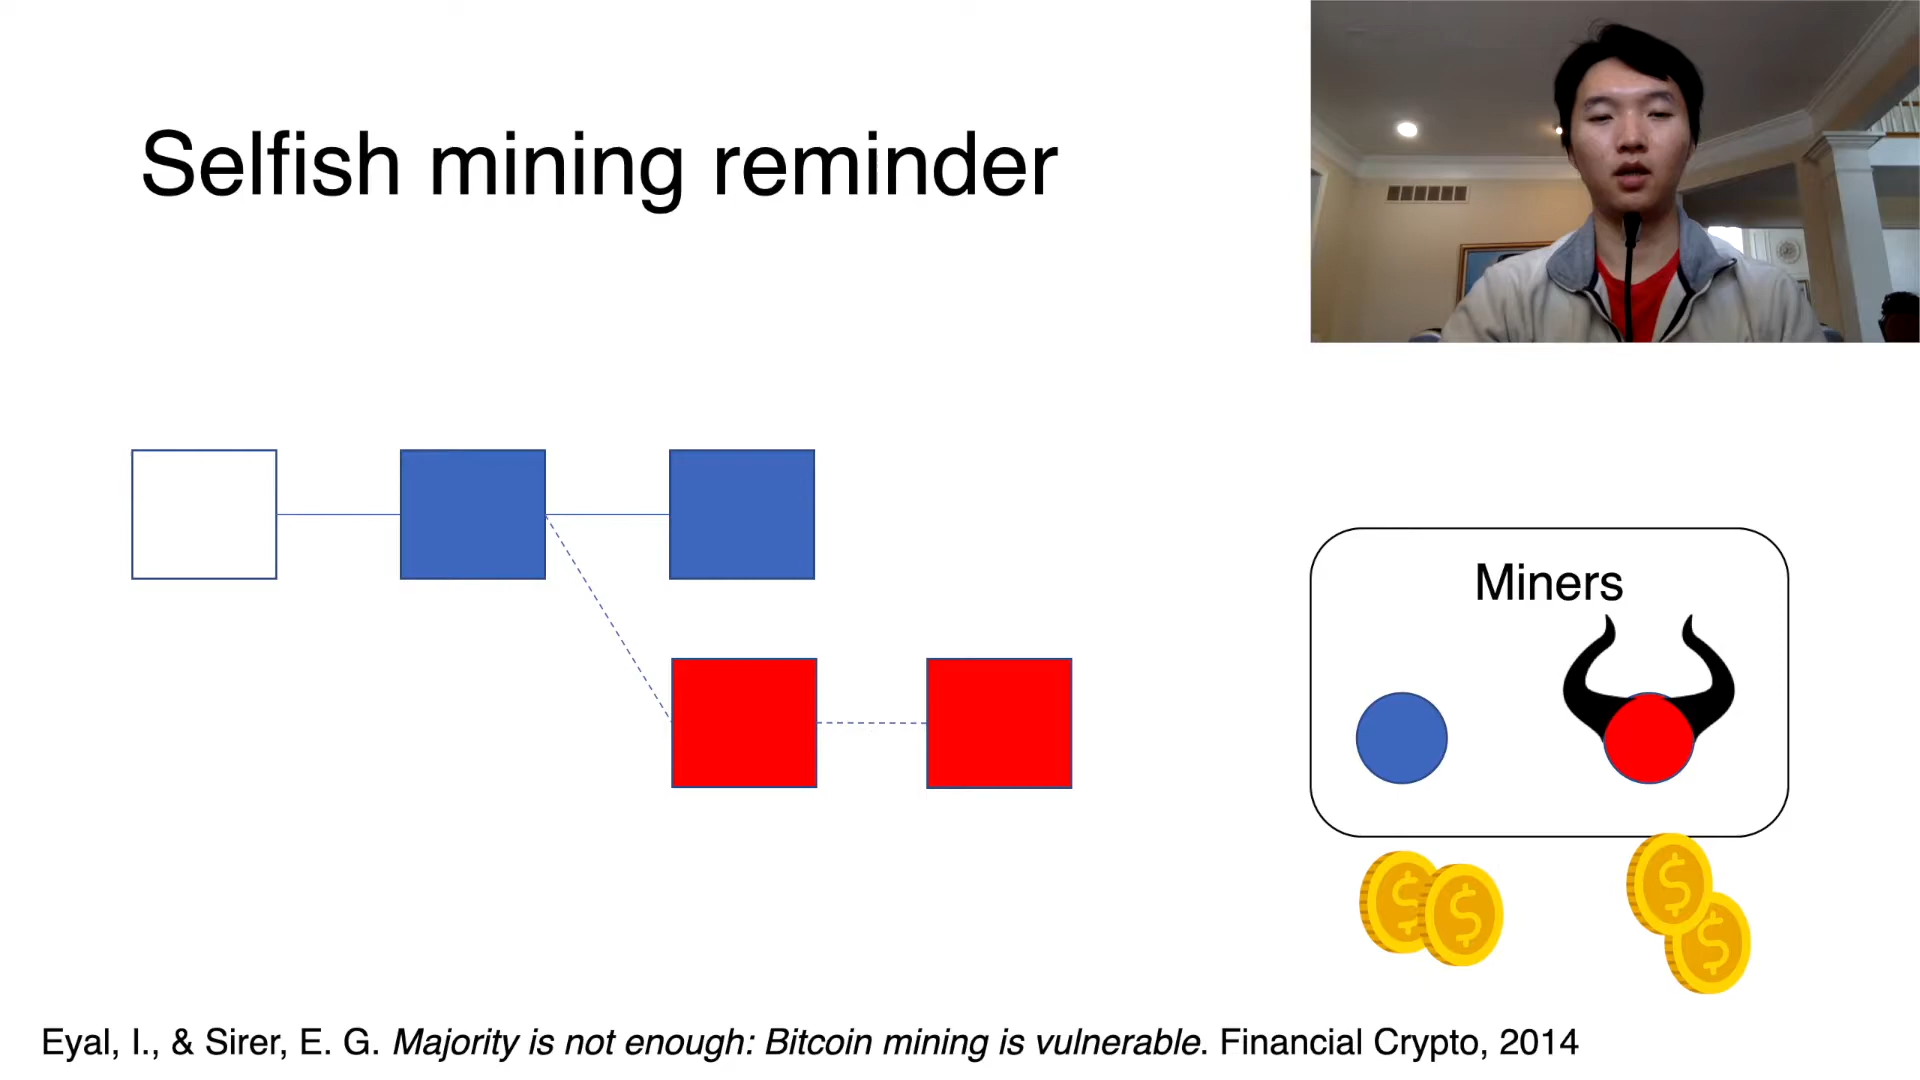 Selfish mining reminder
Miners
$ $ $ $
Eyal, I., & Sirer, E. G. Majority is not enough: Bitcoin mining is vulnerable. Financial Crypto, 2014